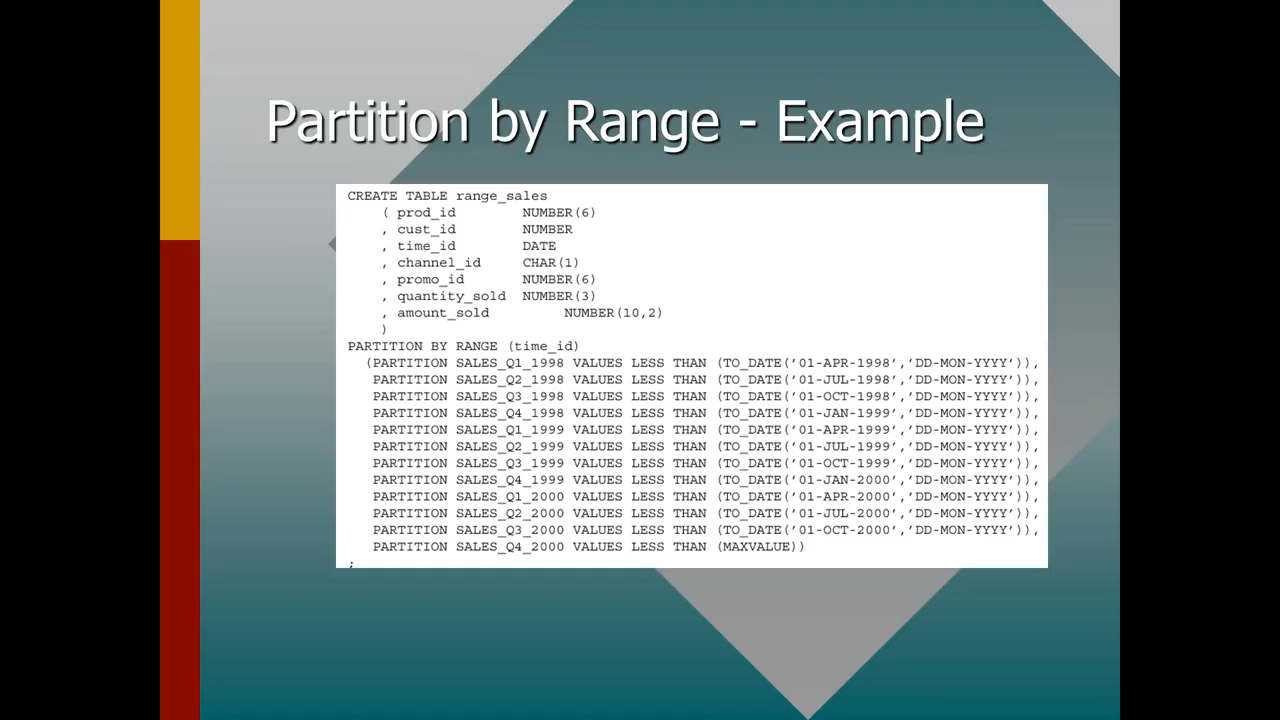 Partition by Range - Example
CREATE TABLE range_sales
( prod_id NUMBER(6)
, cust_id NUMBER
, time_id DATE
, channel_id CHAR(1)
, promo_id NUMBER(6)
, quantity_sold NUMBER(3)
, amount_sold NUMBER(10,2)
)
PARTITION BY RANGE (time_id)
(PARTITION SALES_Q1_1998 VALUES LESS THAN (TO_DATE('01-APR-1998','DD-MON-YYYY')),
PARTITION SALES_Q2_1998 VALUES LESS THAN (TO_DATE('01-JUL-1998','DD-MON-YYYY')),
PARTITION SALES_Q3_1998 VALUES LESS THAN (TO_DATE('01-OCT-1998','DD-MON-YYYY')),
PARTITION SALES_Q4_1998 VALUES LESS THAN (TO_DATE('01-JAN-1999','DD-MON-YYYY')),
PARTITION SALES_Q1_1999 VALUES LESS THAN (TO_DATE('01-APR-1999','DD-MON-YYYY')),
PARTITION SALES_Q2_1999 VALUES LESS THAN (TO_DATE('01-JUL-1999','DD-MON-YYYY')),
PARTITION SALES_Q3_1999 VALUES LESS THAN (TO_DATE('01-OCT-1999','DD-MON-YYYY')),
PARTITION SALES_Q4_1999 VALUES LESS THAN (TO_DATE('01-JAN-2000','DD-MON-YYYY')),
PARTITION SALES_Q1_2000 VALUES LESS THAN (TO_DATE('01-APR-2000','DD-MON-YYYY')),
PARTITION SALES_Q2_2000 VALUES LESS THAN (TO_DATE('01-JUL-2000','DD-MON-YYYY')),
PARTITION SALES_Q3_2000 VALUES LESS THAN (TO_DATE('01-OCT-2000','DD-MON-YYYY')),
PARTITION SALES_Q4_2000 VALUES LESS THAN (MAXVALUE))
;